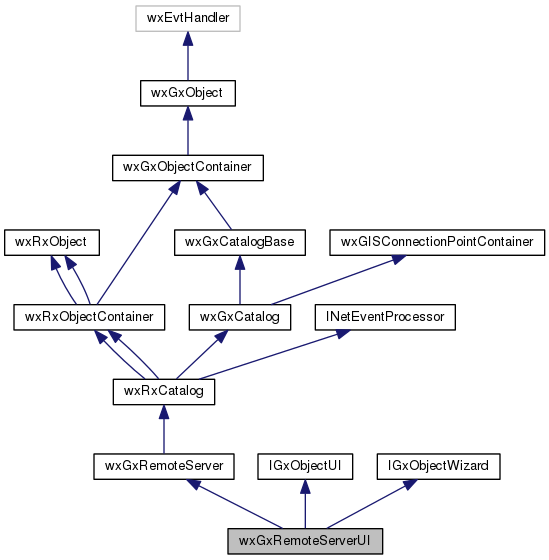 wxEvtHandler
wxGxObject
wxGxObjectContainer
wxRxObject
wxGxCatalogBase
wxGISConnectionPointContainer
wxRxObjectContainer
wxGxCatalog
INetEventProcessor
wxRxCatalog
wxGxRemoteServer
IGxObjectUI
IGxObjectWizard
wxGxRemoteServerUI